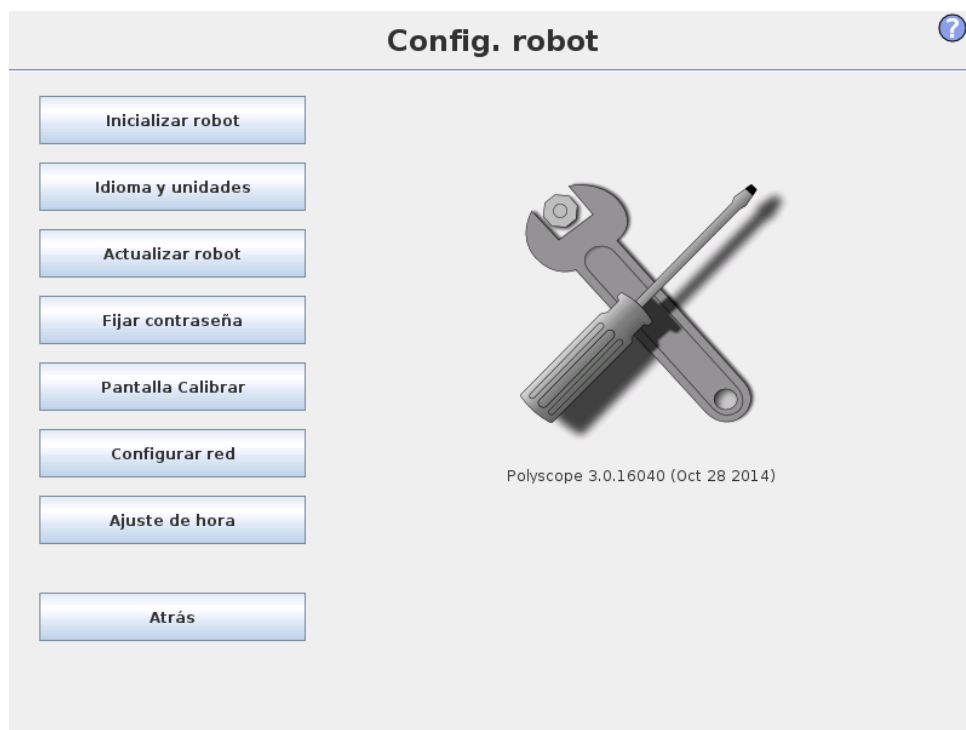 Config. robot
?
Inicializar robot
Idioma y unidades
Actualizar robot
Fijar contraseña
Pantalla Calibrar
Configurar red
Ajuste de hora
Atrás
Polyscope 3.0.16040 (Oct 28 2014)